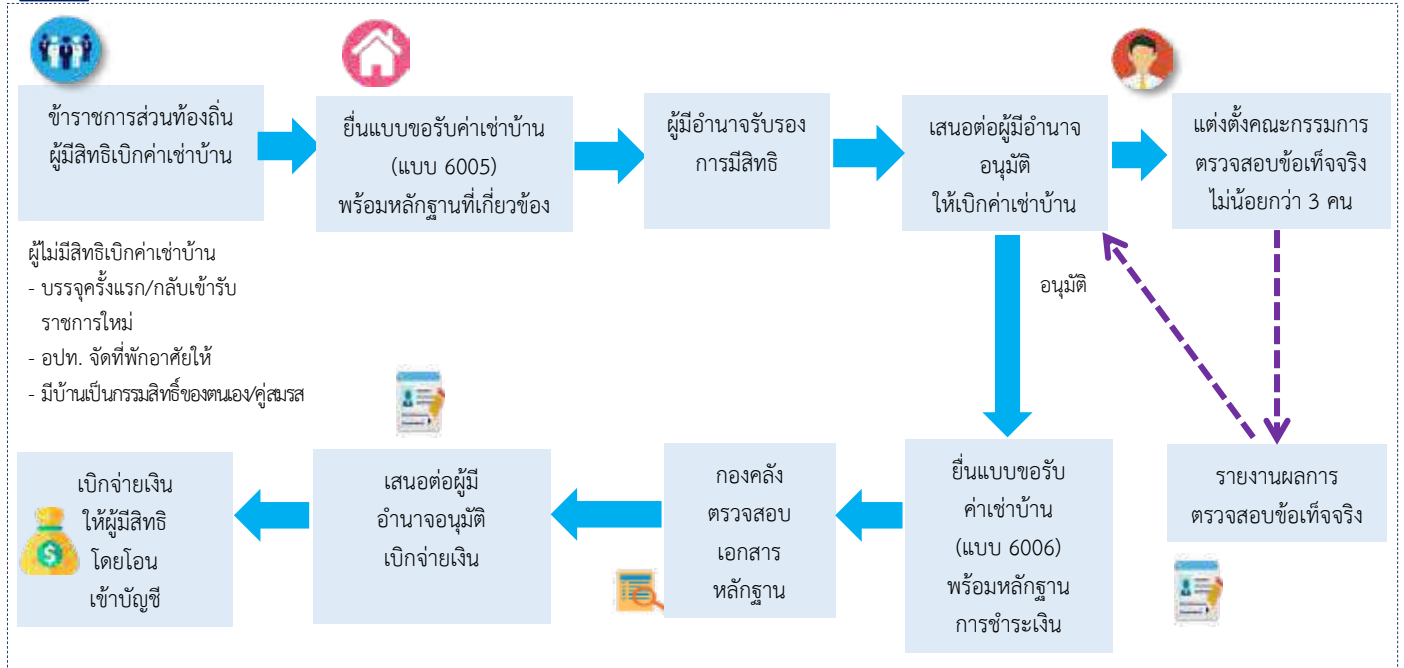 ข้าราชการส่วนท้องถิ่น
ผู้มีสิทธิเบิกค่าเช่าบ้าน
ยื่นแบบขอรับค่าเช่าบ้าน
(แบบ 6005)
พร้อมหลักฐานที่เกี่ยวข้อง
ผู้มีอำนาจรับรอง
การมีสิทธิ
เสนอต่อผู้มีอำนาจ
อนุมัติ
ให้เบิกค่าเช่าบ้าน
แต่งตั้งคณะกรรมการ
ตรวจสอบข้อเท็จจริง
ไม่น้อยกว่า 3 คน
ผู้ไม่มีสิทธิเบิกค่าเช่าบ้าน
- บรรจุครั้งแรก/กลับเข้ารับ
ราชการใหม่
- อปท. จัดที่พักอาศัยให้
- มีบ้านเป็นกรรมสิทธิ์ของตนเอง/คู่สมรส
อนุมัติ
รายงานผลการ
ตรวจสอบข้อเท็จจริง
ยื่นแบบขอรับ
ค่าเช่าบ้าน
(แบบ 6006)
พร้อมหลักฐาน
การชำระเงิน
กองคลัง
ตรวจสอบ
เอกสาร
หลักฐาน
เสนอต่อผู้มี
อำนาจอนุมัติ
เบิกจ่ายเงิน
เบิกจ่ายเงิน
ให้ผู้มีสิทธิ
โดยโอน
เข้าบัญชี